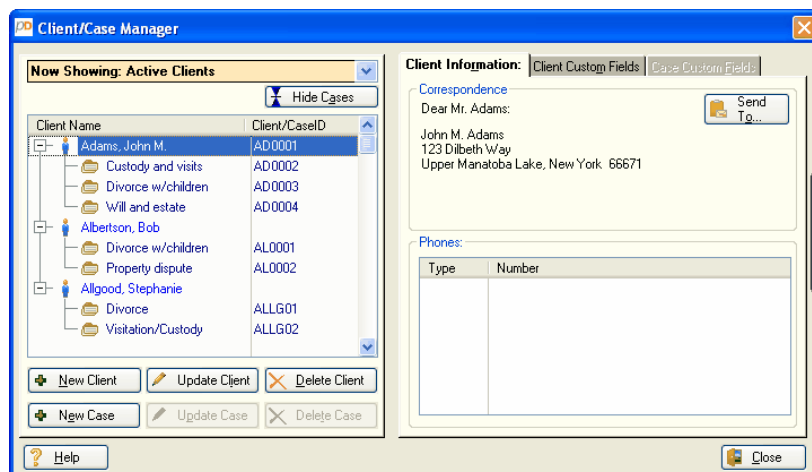 PD Client/Case Manager
Now Showing: Active Clients
Hide Cases
Client Name Client/CaseID
Adams, John M. AD0001
Custody and visits AD0002
Divorce w/children AD0003
Will and estate AD0004
Albertson, Bob
Divorce w/children AL0001
Property dispute AL0002
Allgood, Stephanie
Divorce ALLG01
Visitation/Custody ALLG02
New Client Update Client Delete Client
New Case Update Case Delete Case
Client Information: Client Custom Fields Case Custom Fields
Correspondence
Dear Mr. Adams:
Send To...
John M. Adams
123 Dilbeth Way
Upper Manatoba Lake, New York 66671
Phones:
Type Number
Help
Close